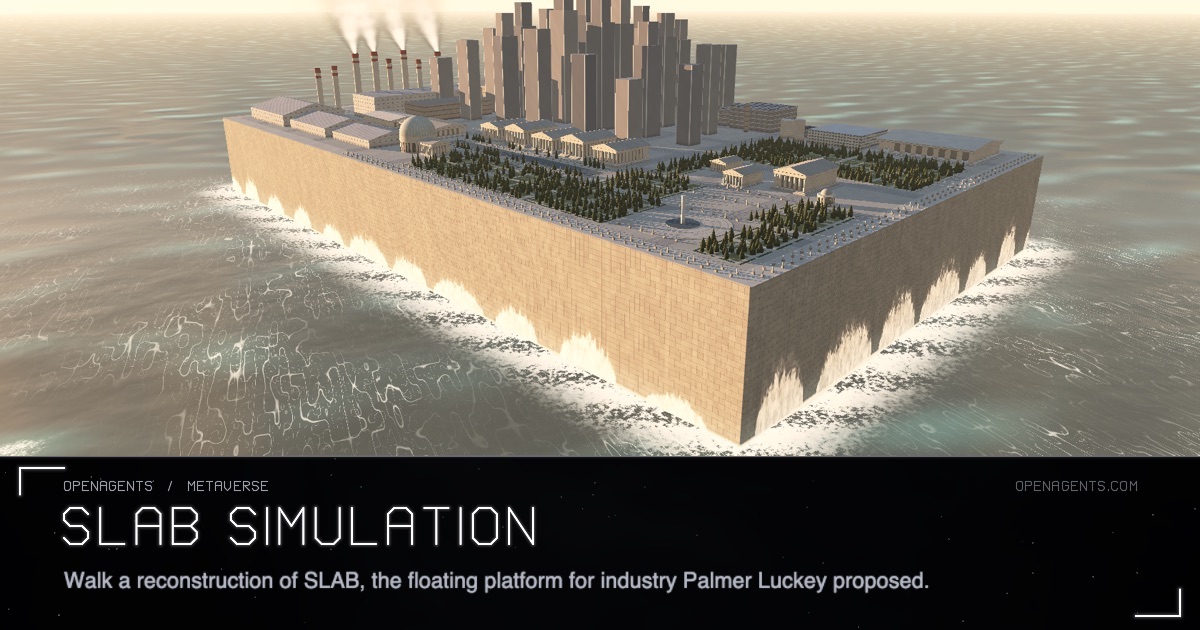 OPENAGENTS / METAVERSE
OPENAGENTS.COM
SLAB SIMULATION
Walk a reconstruction of SLAB, the floating platform for industry Palmer Luckey proposed.